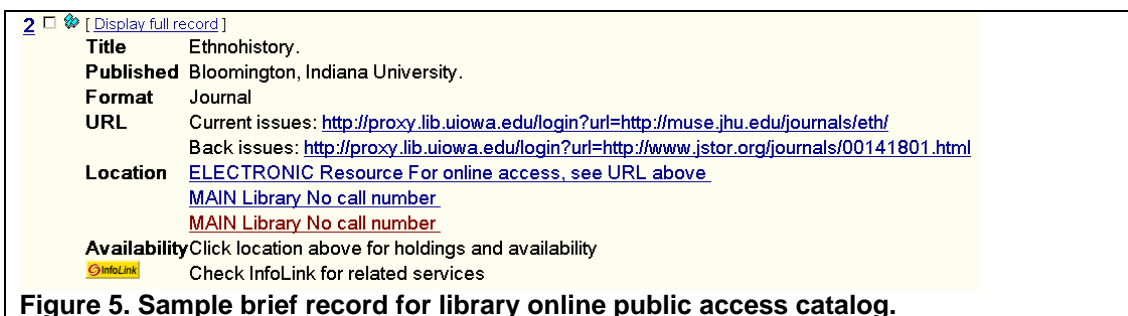 2 [ Display full record ]
Title Ethnohistory.
Published Bloomington, Indiana University.
Format Journal
URL Current issues: http://proxy.lib.uiowa.edu/login?url=http://muse.jhu.edu/journals/eth/
Back issues: http://proxy.lib.uiowa.edu/login?url=http://www.jstor.org/journals/00141801.html
Location ELECTRONIC Resource For online access, see URL above
MAIN Library No call number
MAIN Library No call number
Availability Click location above for holdings and availability
InfoLink Check InfoLink for related services
Figure 5. Sample brief record for library online public access catalog.